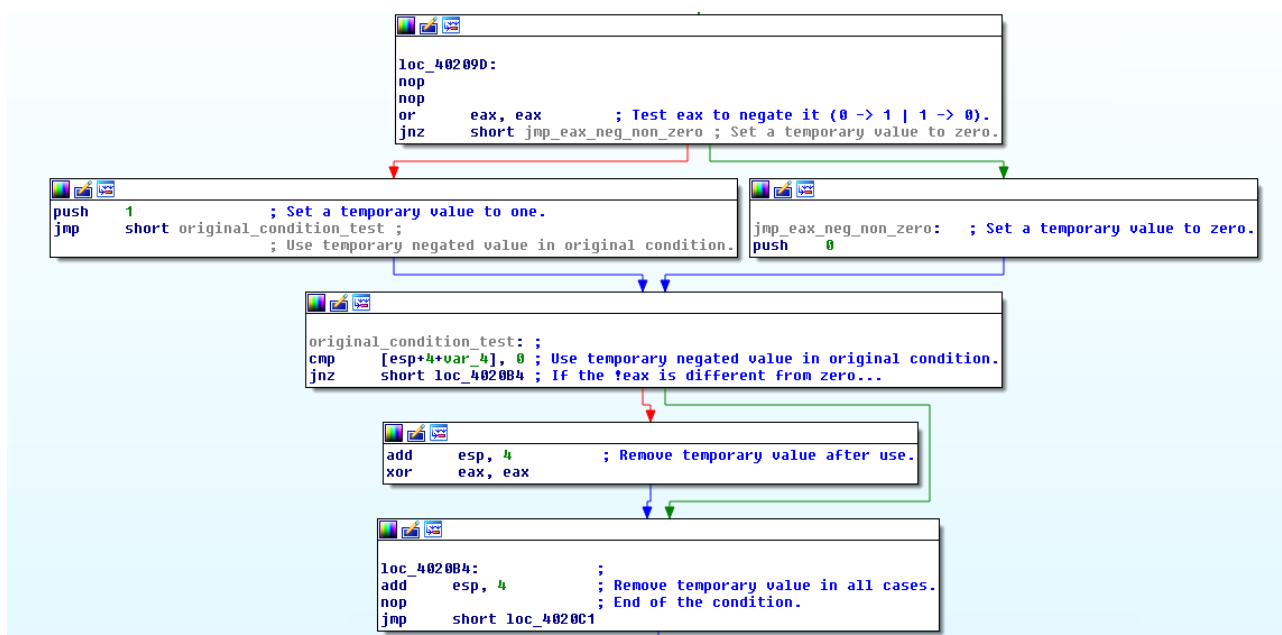 loc_40209D:
nop
nop
or eax, eax ; Test eax to negate it (0 -> 1 | 1 -> 0).
jnz short jmp_eax_neg_non_zero ; Set a temporary value to zero.
push 1 ; Set a temporary value to one.
jmp short original_condition_test ;
; Use temporary negated value in original condition.
jmp_eax_neg_non_zero: ; Set a temporary value to zero.
push 0
original_condition_test: ;
cmp [esp+4+var_4], 0 ; Use temporary negated value in original condition.
jnz short loc_4020B4 ; If the !eax is different from zero...
add esp, 4 ; Remove temporary value after use.
xor eax, eax
loc_4020B4: ;
add esp, 4 ; Remove temporary value in all cases.
nop ; End of the condition.
jmp short loc_4020C1